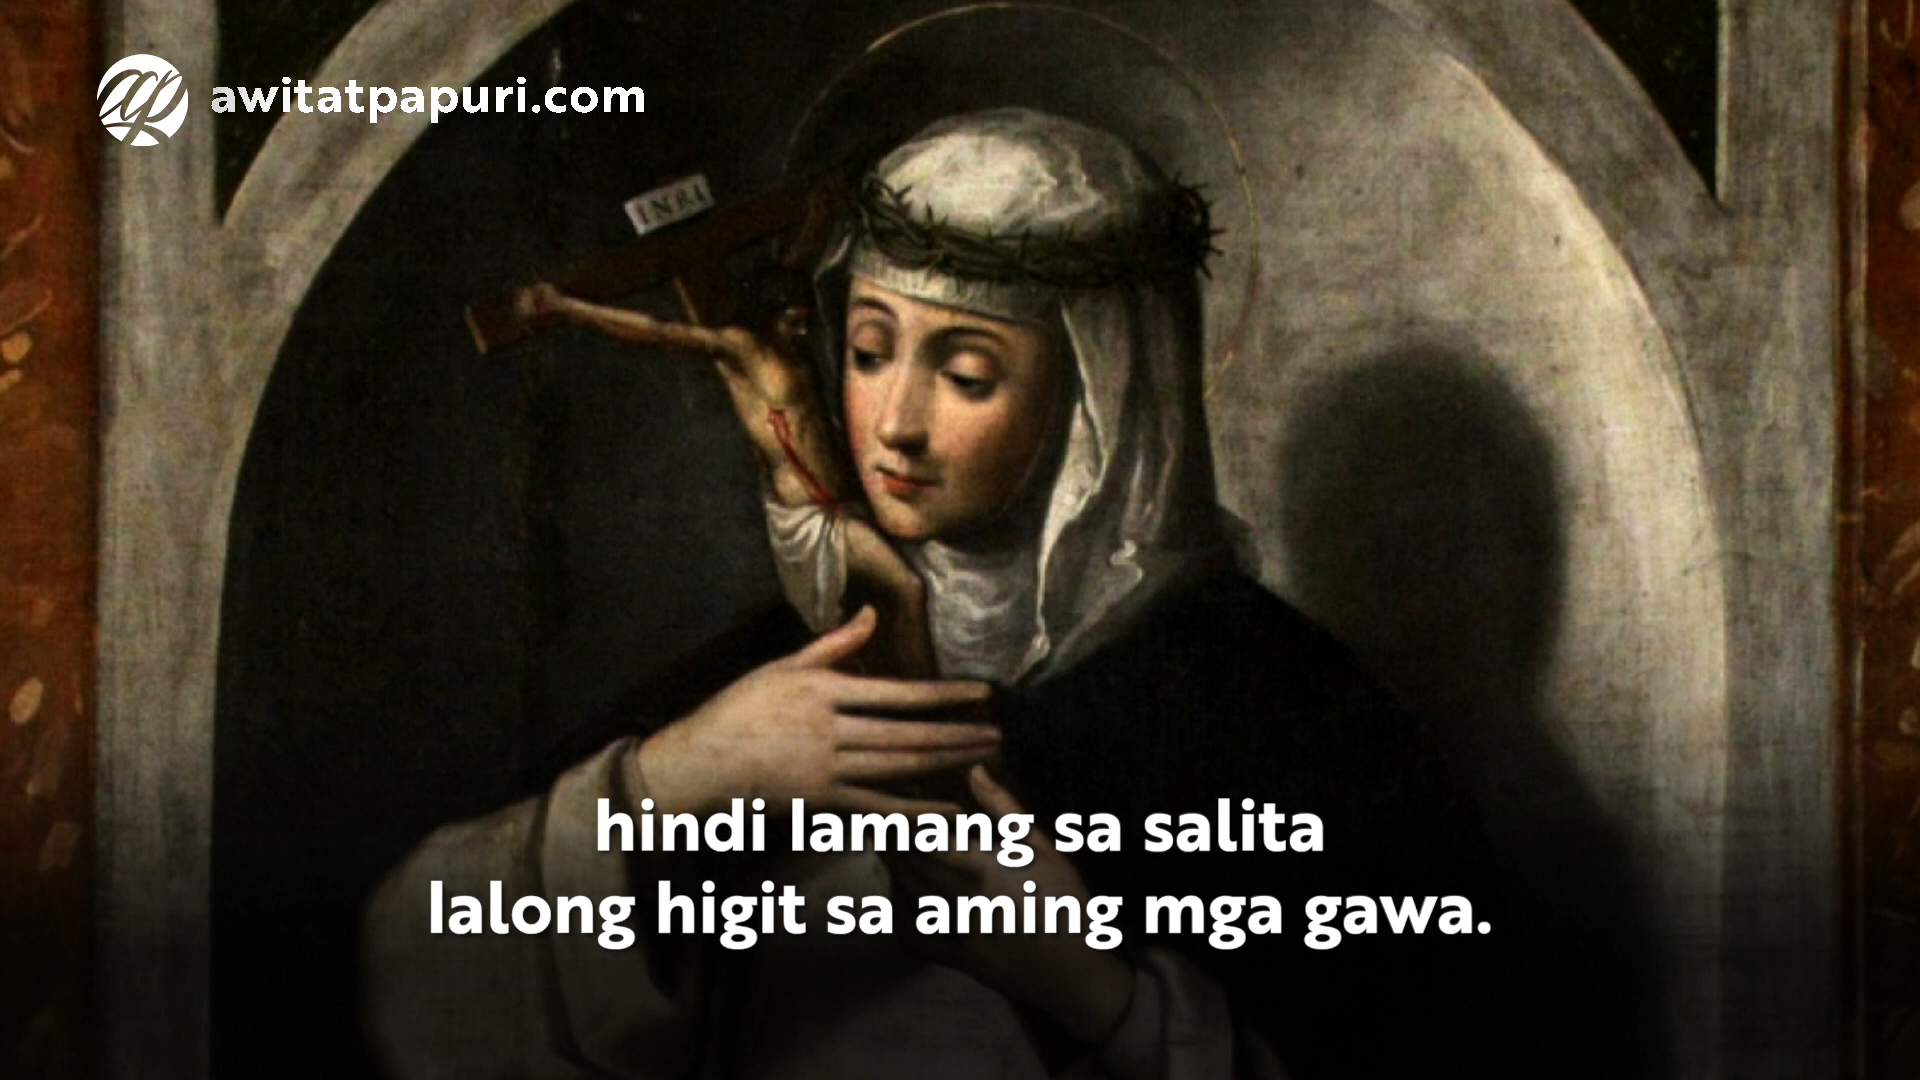 awitatpapuri.com
INRI
hindi lamang sa salita
lalong higit sa aming mga gawa.